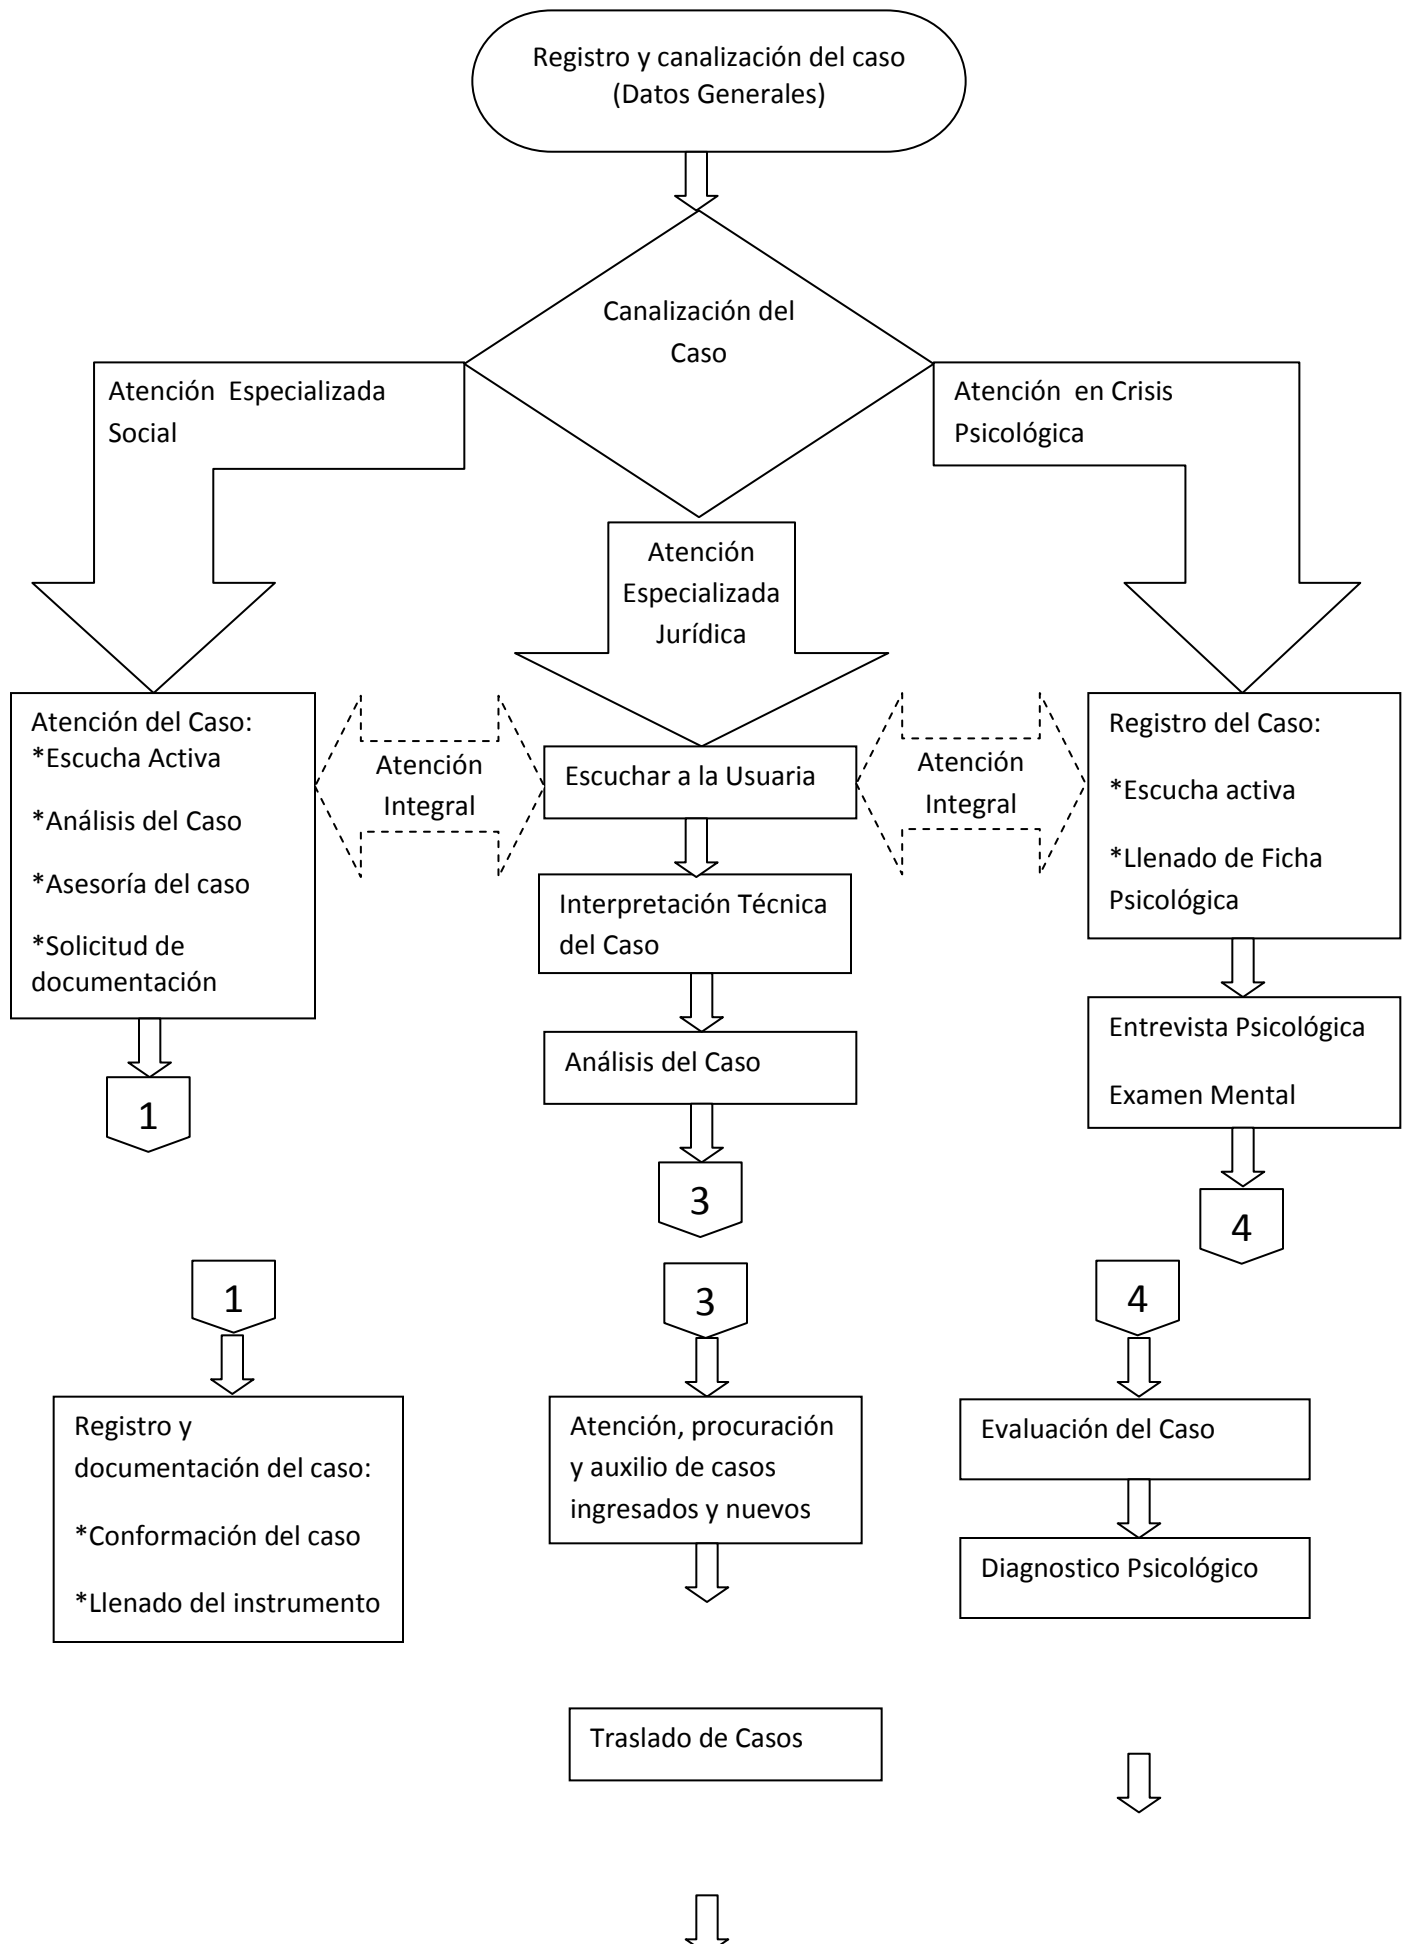 Registro y canalización del caso
(Datos Generales)
Canalización del
Caso
Atención Especializada
Social
Atención en Crisis
Psicológica
Atención
Especializada
Jurídica
Atención del Caso:
*Escucha Activa
*Análisis del Caso
*Asesoría del caso
*Solicitud de
documentación
Atención
Integral
Escuchar a la Usuaria
Atención
Integral
Registro del Caso:
*Escucha activa
*Llenado de Ficha
Psicológica
Interpretación Técnica
del Caso
Análisis del Caso
Entrevista Psicológica
Examen Mental
1
3
4
1
3
4
Registro y
documentación del caso:
*Conformación del caso
*Llenado del instrumento
Atención, procuración
y auxilio de casos
ingresados y nuevos
Evaluación del Caso
Diagnostico Psicológico
Traslado de Casos